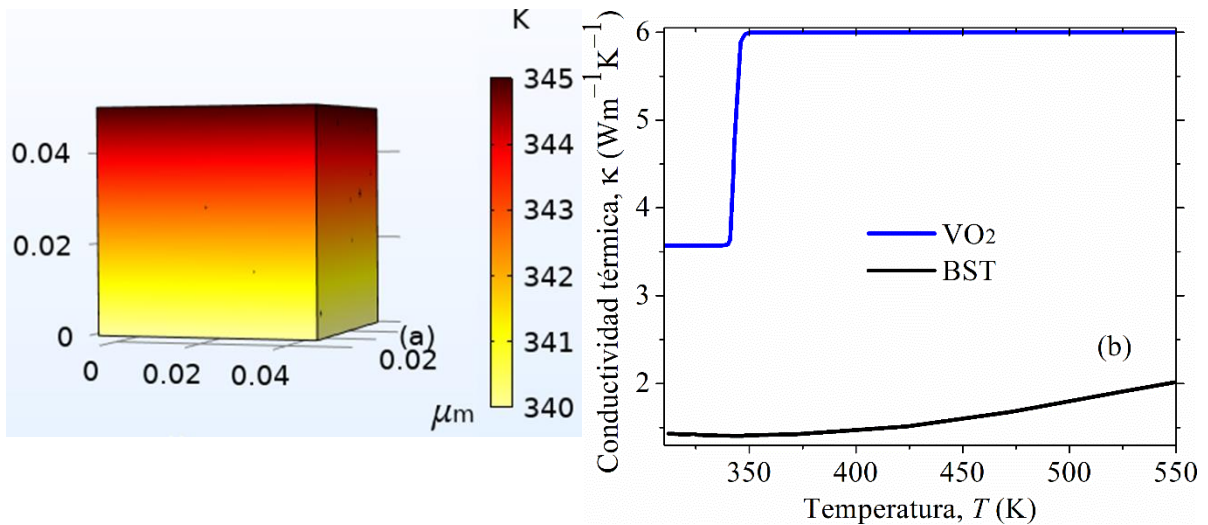 K
345
344
343
342
341
340
0.04
0.02
0
0
0.02
0.04
0.02
(a)
μm
Conductividad térmica, κ (Wm⁻¹K⁻¹)
6
5
4
3
2
VO₂
BST
(b)
350
400
450
500
550
Temperatura, T (K)